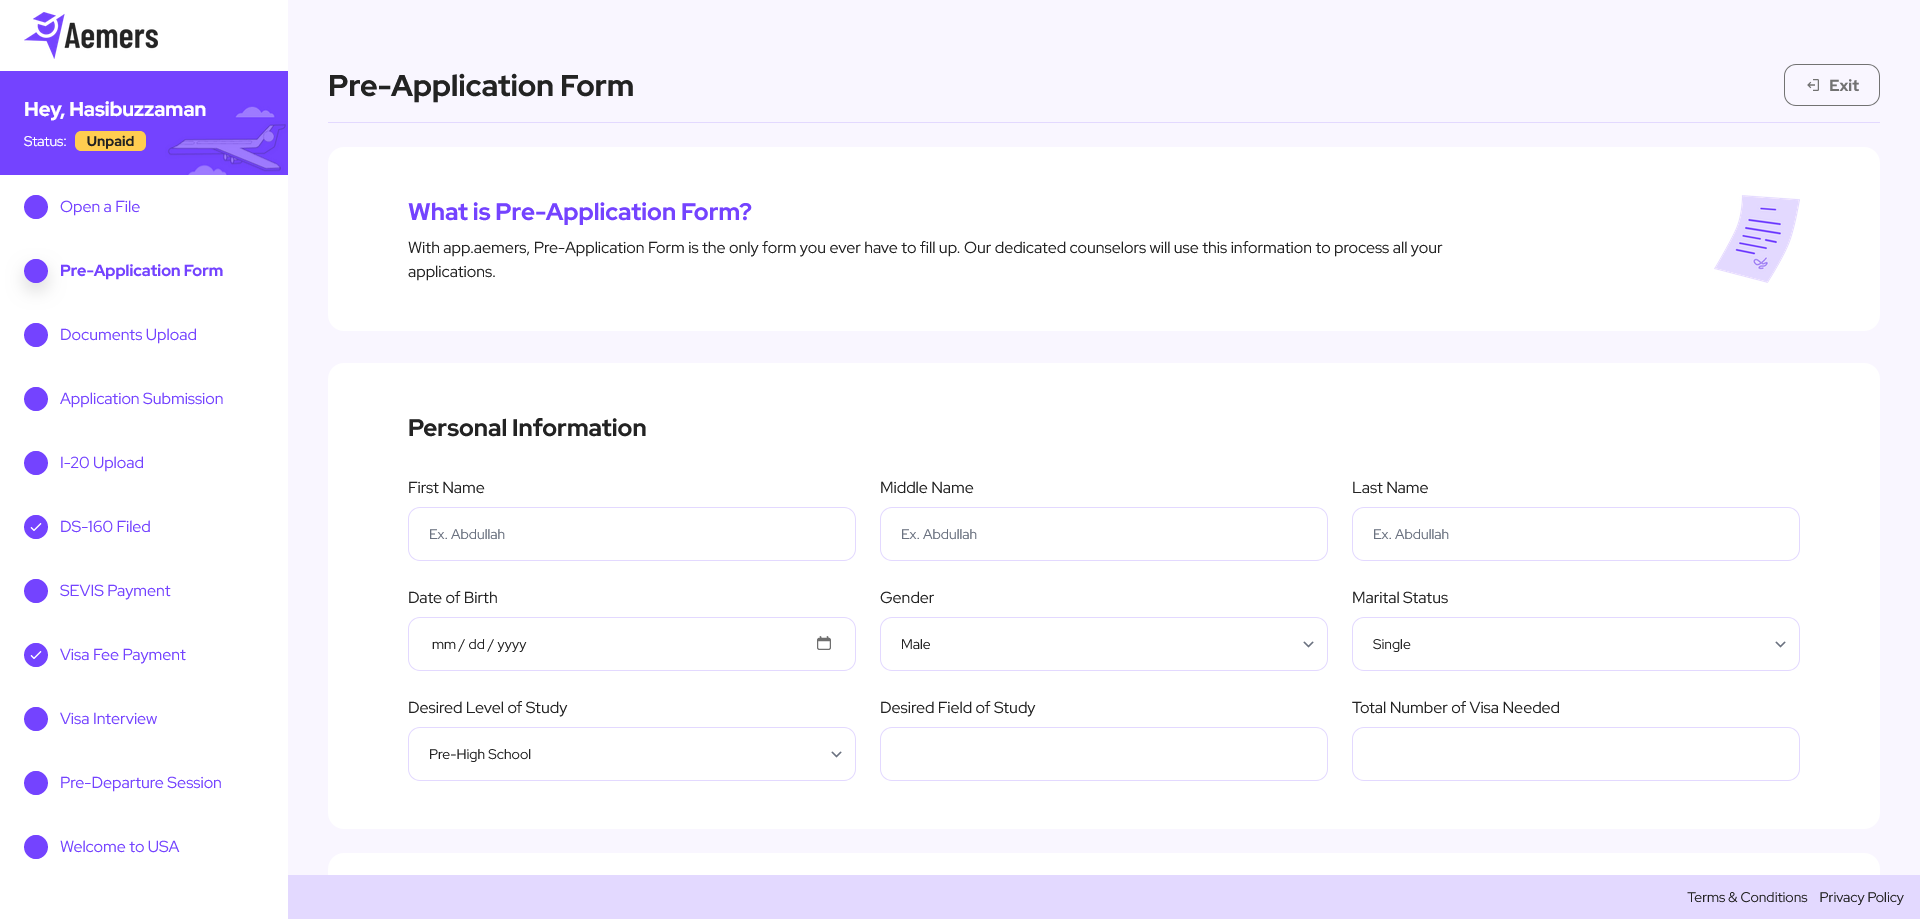 Aemers
Hey, Hasibuzzaman
Status: Unpaid
Open a File
Pre-Application Form
Documents Upload
Application Submission
I-20 Upload
DS-160 Filed
SEVIS Payment
Visa Fee Payment
Visa Interview
Pre-Departure Session
Welcome to USA
Pre-Application Form
Exit
What is Pre-Application Form?
With app.aemers, Pre-Application Form is the only form you ever have to fill up. Our dedicated counselors will use this information to process all your
applications.
Personal Information
First Name Middle Name Last Name
Ex. Abdullah Ex. Abdullah Ex. Abdullah
Date of Birth Gender Marital Status
mm / dd / yyyy Male Single
Desired Level of Study Desired Field of Study Total Number of Visa Needed
Pre-High School
Terms & Conditions Privacy Policy